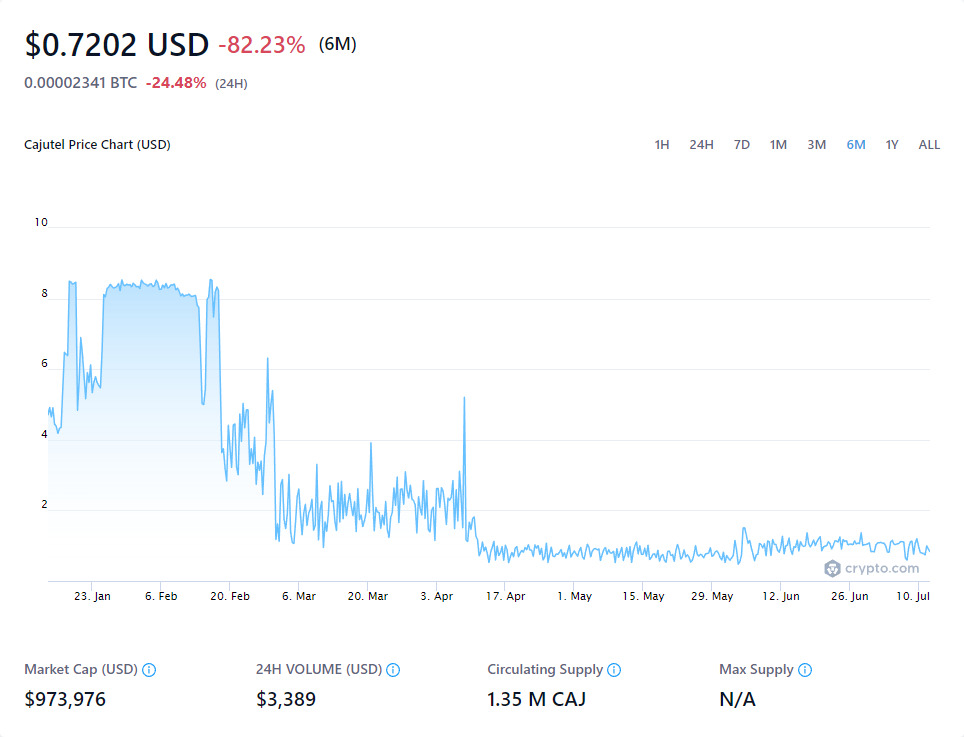 $0.7202 USD -82.23% (6M)
0.00002341 BTC -24.48% (24H)
Cajutel Price Chart (USD) 1H 24H 7D 1M 3M 6M 1Y ALL
10
8
6
4
2
crypto.com
23. Jan 6. Feb 20. Feb 6. Mar 20. Mar 3. Apr 17. Apr 1. May 15. May 29. May 12. Jun 26. Jun 10. Jul
Market Cap (USD) 24H VOLUME (USD) Circulating Supply Max Supply
$973,976 $3,389 1.35 M CAJ N/A